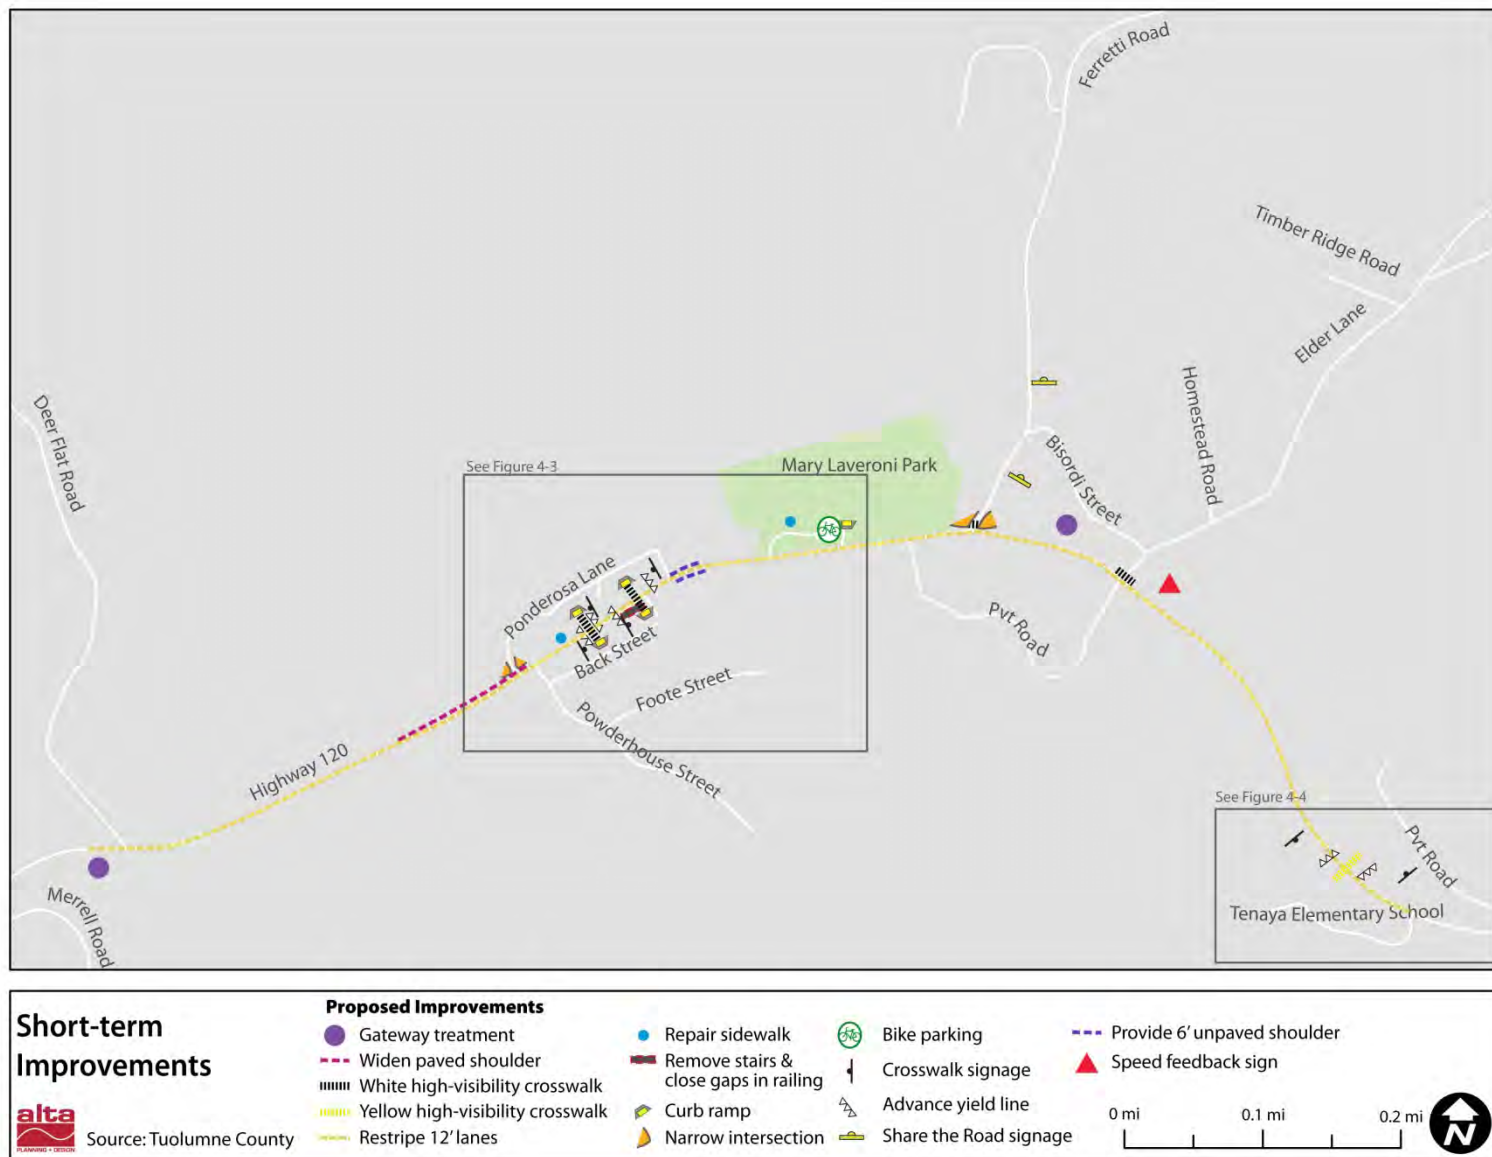 Ferretti Road
Timber Ridge Road
Elder Lane
Homestead Road
Deer Flat Road
See Figure 4-3
Mary Laveroni Park
Bisordi Street
Ponderosa Lane
Back Street
Pvt Road
Foote Street
Powderhouse Street
Highway 120
See Figure 4-4
Pvt Road
Merrell Road
Tenaya Elementary School
Short-term
Improvements
alta
PLANNING + DESIGN
Source: Tuolumne County
Proposed Improvements
Gateway treatment
Widen paved shoulder
White high-visibility crosswalk
Yellow high-visibility crosswalk
Restripe 12' lanes
Repair sidewalk
Remove stairs &
close gaps in railing
Curb ramp
Narrow intersection
Bike parking
Crosswalk signage
Advance yield line
Share the Road signage
Provide 6' unpaved shoulder
Speed feedback sign
0 mi 0.1 mi 0.2 mi
N